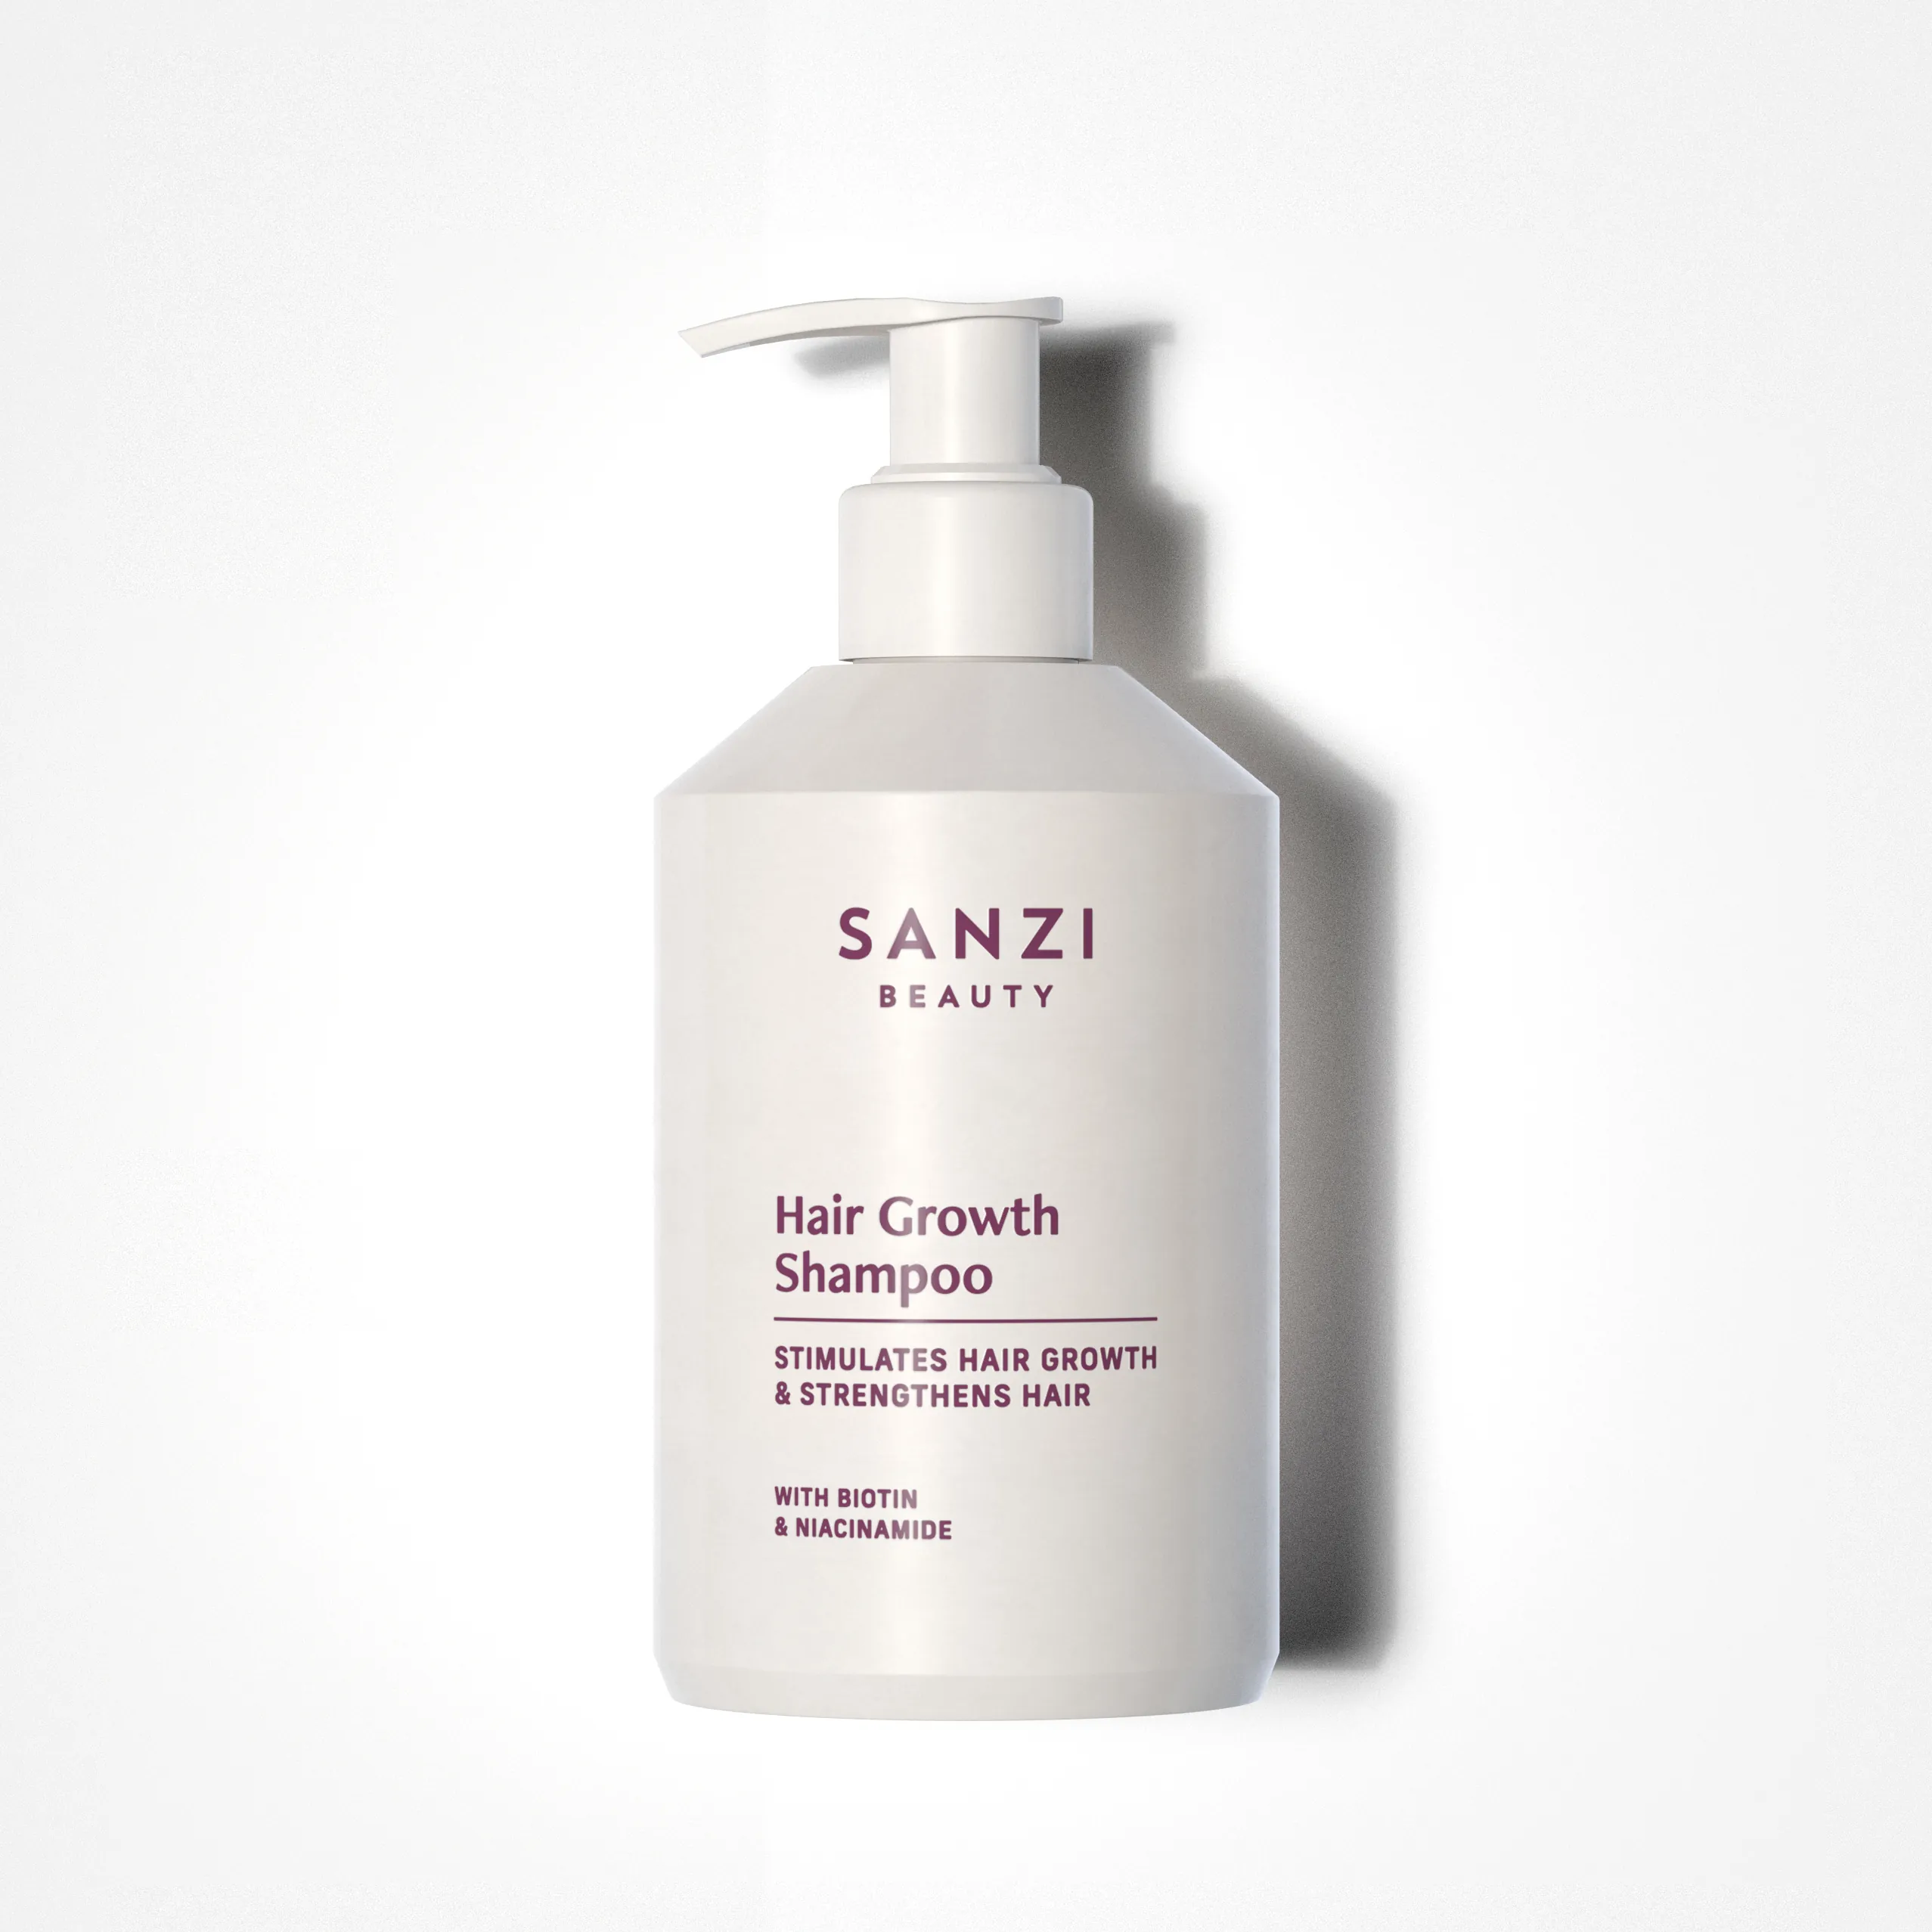 SANZI
BEAUTY
Hair Growth
Shampoo
STIMULATES HAIR GROWTH
& STRENGTHENS HAIR
WITH BIOTIN
& NIACINAMIDE